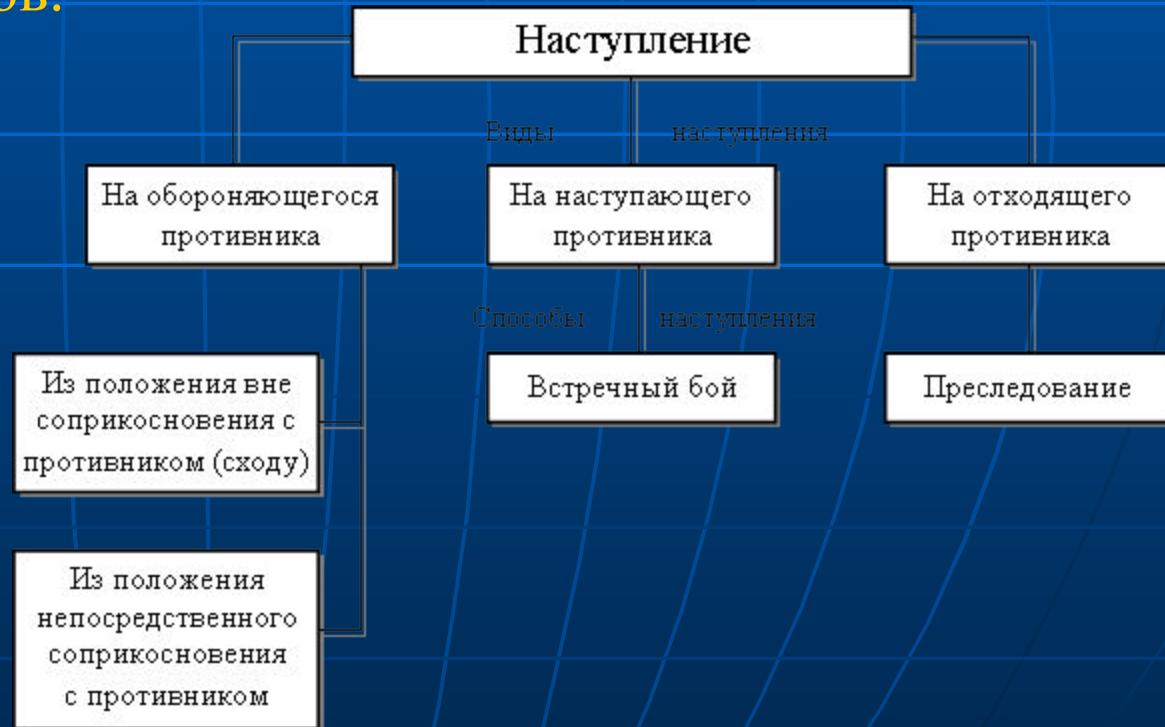 Наступление
Виды наступления
На обороняющегося
противника
На наступающего
противника
На отходящего
противника
Способы наступления
Из положения вне
соприкосновения с
противником (сходу)
Встречный бой
Преследование
Из положения
непосредственного
соприкосновения
с противником